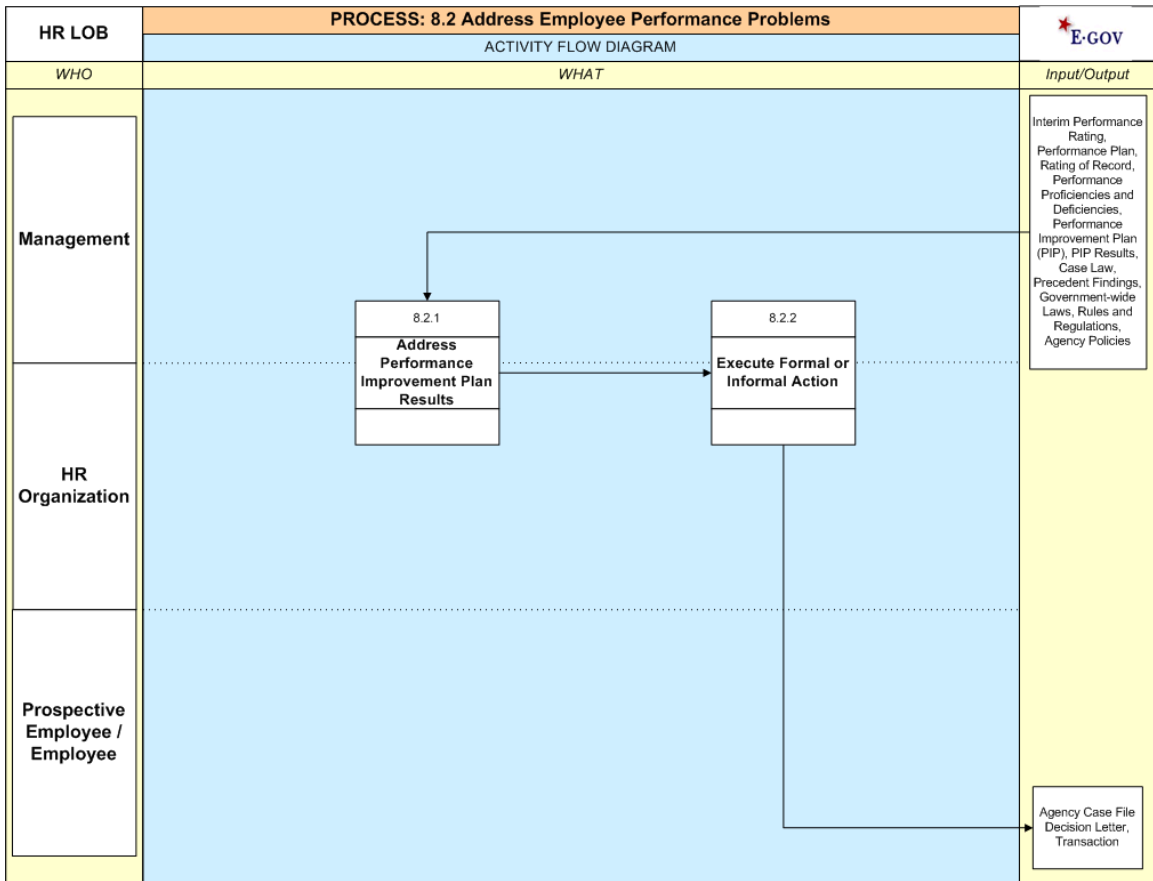 HR LOB
PROCESS: 8.2 Address Employee Performance Problems
ACTIVITY FLOW DIAGRAM
E-GOV
WHO
WHAT
Input/Output
Management
HR
Organization
Prospective
Employee /
Employee
8.2.1
Address
Performance
Improvement Plan
Results
8.2.2
Execute Formal or
Informal Action
Interim Performance
Rating,
Performance Plan,
Rating of Record,
Performance
Proficiencies and
Deficiencies,
Performance
Improvement Plan
(PIP), PIP Results,
Case Law,
Precedent Findings,
Government-wide
Laws, Rules and
Regulations,
Agency Policies
Agency Case File
Decision Letter,
Transaction